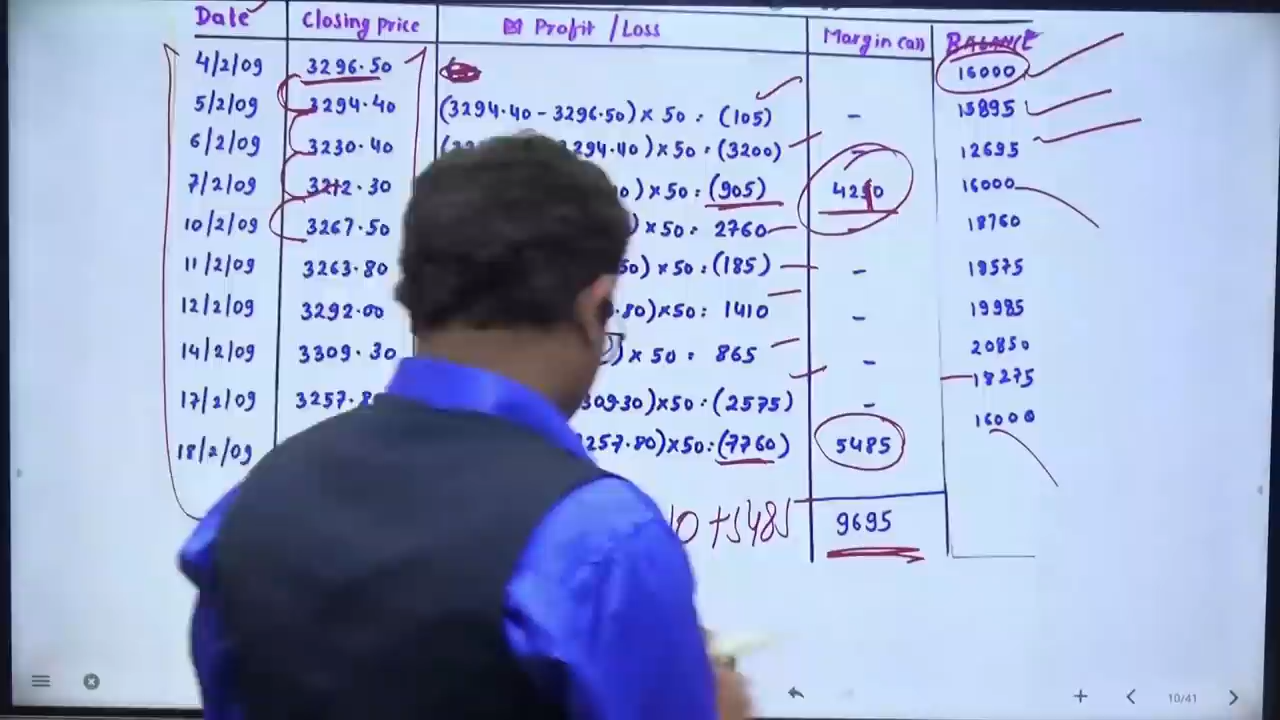 Date Closing price Profit / Loss Margin call BALANCE
4/2/09 3296.50 16000
5/2/09 3294.40 (3294.40 - 3296.50) × 50 : (105) - 15895
6/2/09 3230.40 294.40) × 50 : (3200) - 12695
7/2/09 3212.30 0) × 50 : (905) 4210 16000
10/2/09 3267.50 ) × 50 : 2760 18760
11/2/09 3263.80 50) × 50 : (185) - 18575
12/2/09 3292.00 .80) × 50 : 1410 - 19985
14/2/09 3309.30 ) × 50 = 865 - 20850
17/2/09 3257.8 30930) × 50 : (2575) - 18275
18/2/09 257.80) × 50 : (7760) 5485 16000
10 + 5485 9695
10/41